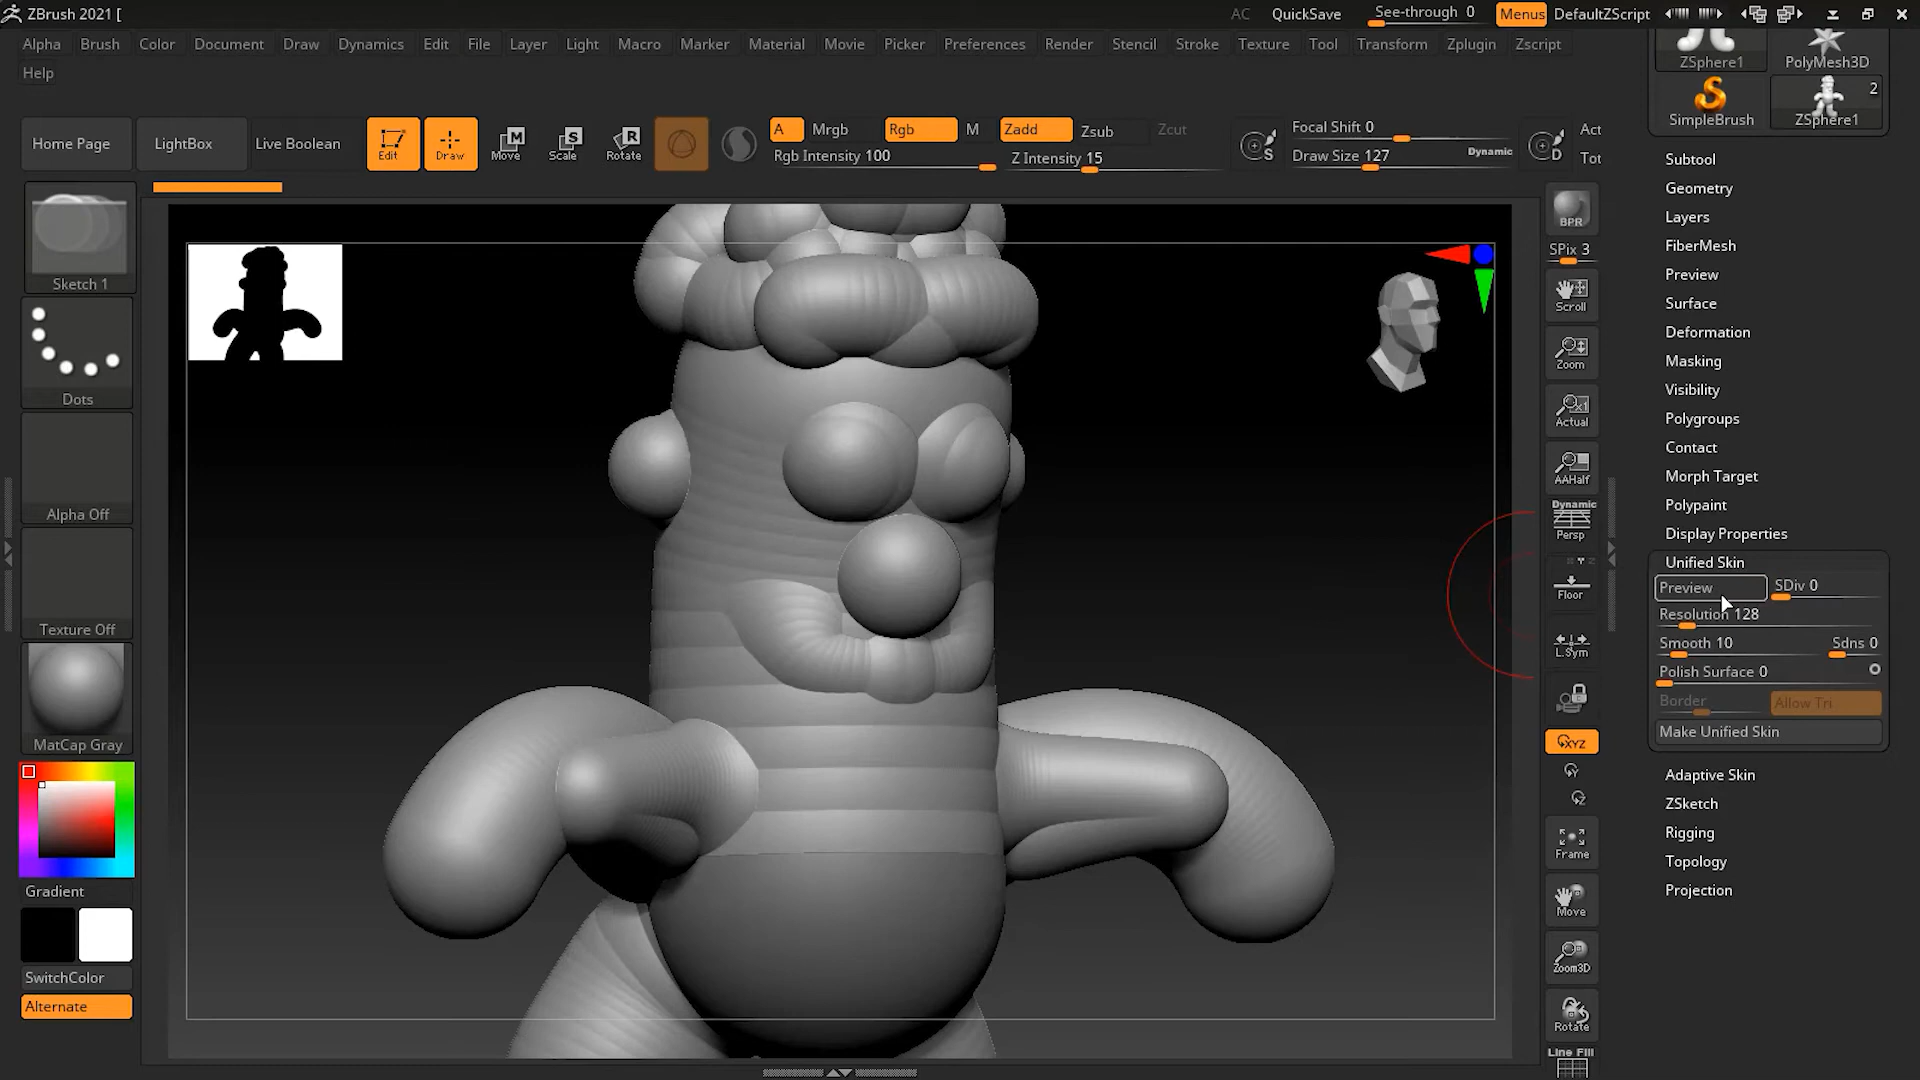 ZBrush 2021 [
AC
QuickSave
See-through 0
Menus
DefaultZScript
Alpha
Brush
Color
Document
Draw
Dynamics
Edit
File
Layer
Light
Macro
Marker
Material
Movie
Picker
Preferences
Render
Stencil
Stroke
Texture
Tool
Transform
Zplugin
Zscript
Help
ZSphere1
PolyMesh3D
SimpleBrush
2
ZSphere1
Home Page
LightBox
Live Boolean
Edit
Draw
M
Move
S
Scale
R
Rotate
A
Mrgb
Rgb
M
Zadd
Zsub
Zcut
Rgb Intensity 100
Z Intensity 15
S
Focal Shift 0
Draw Size 127
Dynamic
D
Act
Tot
Sketch 1
Dots
Alpha Off
Texture Off
MatCap Gray
Gradient
SwitchColor
Alternate
BPR
SPix 3
Scroll
Zoom
Actual
AAHalf
Dynamic
Persp
Floor
L.Sym
XYZ
Y
Z
Frame
Move
Zoom3D
Rotate
Line Fill
Subtool
Geometry
Layers
FiberMesh
Preview
Surface
Deformation
Masking
Visibility
Polygroups
Contact
Morph Target
Polypaint
Display Properties
Unified Skin
Preview
SDiv 0
Resolution 128
Smooth 10
Sdns 0
Polish Surface 0
Border
Allow Tri
Make Unified Skin
Adaptive Skin
ZSketch
Rigging
Topology
Projection